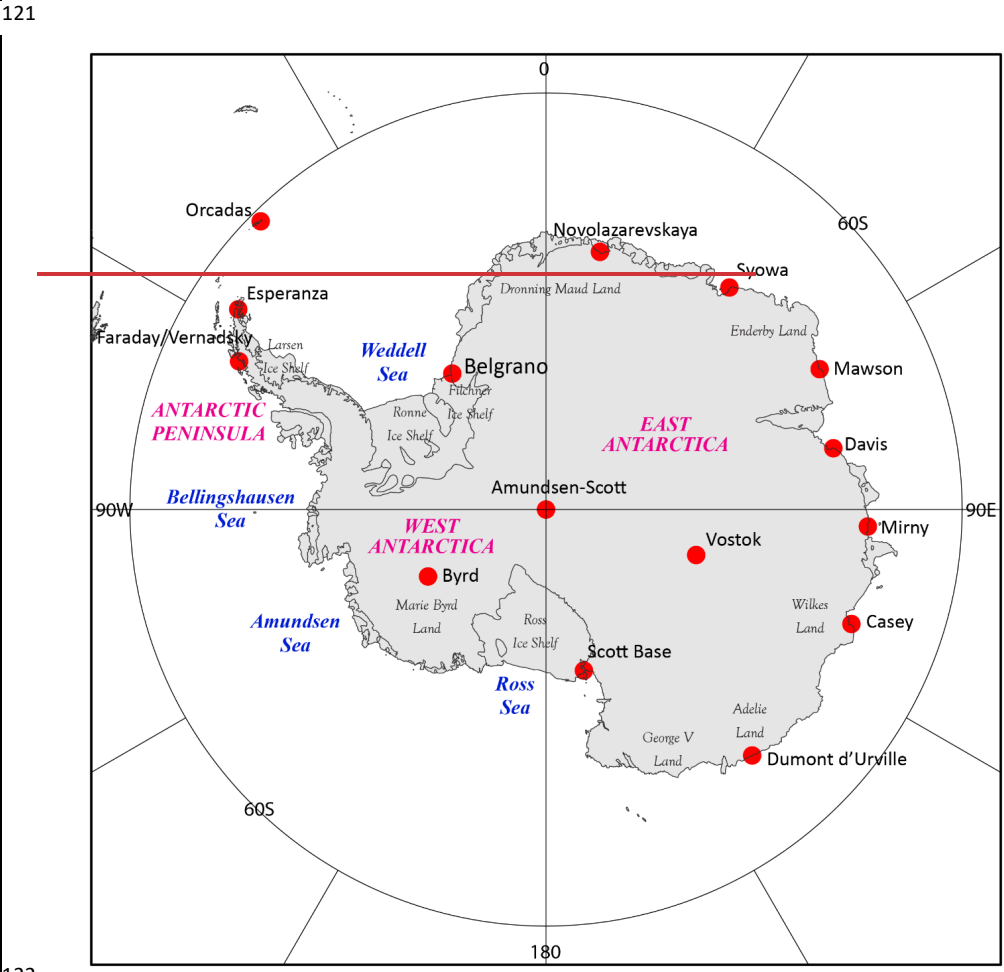 121
0
Orcadas
60S
Novolazarevskaya
Syowa
Esperanza
Dronning Maud Land
Enderby Land
Faraday/Vernadsky
Larsen
Ice Shelf
Weddell
Sea
Belgrano
Mawson
Filchner
Ice Shelf
Ronne
Ice Shelf
ANTARCTIC
PENINSULA
EAST
ANTARCTICA
Davis
Amundsen-Scott
Bellingshausen
Sea
90W
90E
WEST
ANTARCTICA
Mirny
Vostok
Byrd
Marie Byrd
Land
Wilkes
Land
Casey
Amundsen
Sea
Ross
Ice Shelf
Scott Base
Ross
Sea
Adelie
Land
George V
Land
Dumont d'Urville
60S
180